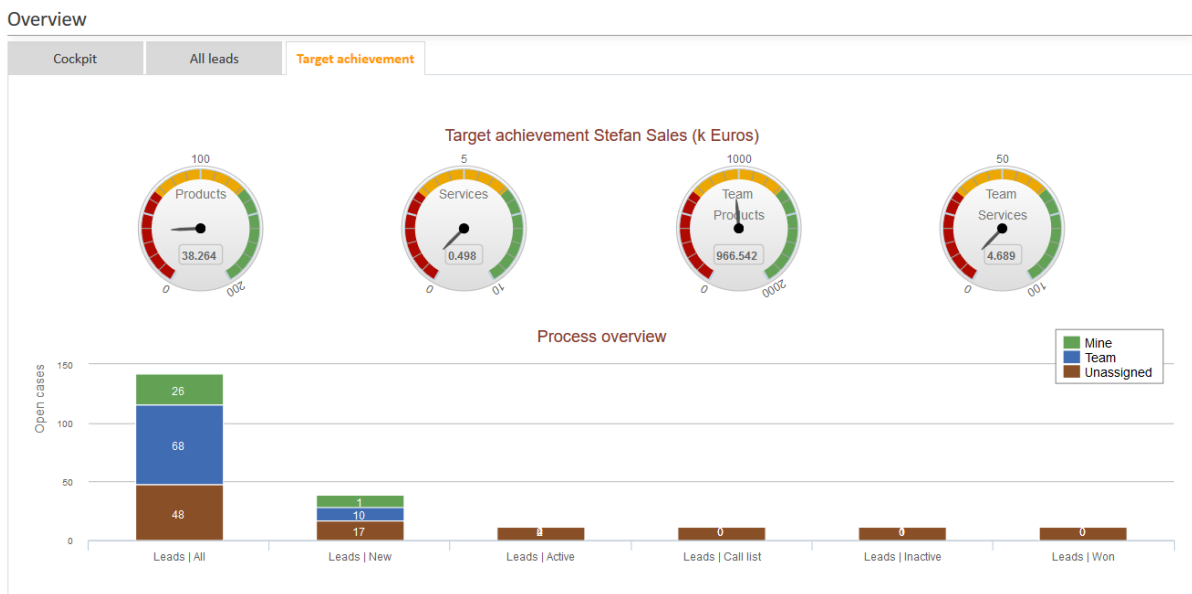 Overview
Cockpit
All leads
Target achievement
Target achievement Stefan Sales (k Euros)
100
Products
38.264
0
200
5
Services
0.498
0
10
1000
Team
Products
966.542
0
2000
50
Team
Services
4.689
0
100
Process overview
Mine
Team
Unassigned
Open cases
150
100
50
0
26
68
48
1
10
17
0
0
Leads | All
Leads | New
Leads | Active
Leads | Call list
Leads | Inactive
Leads | Won